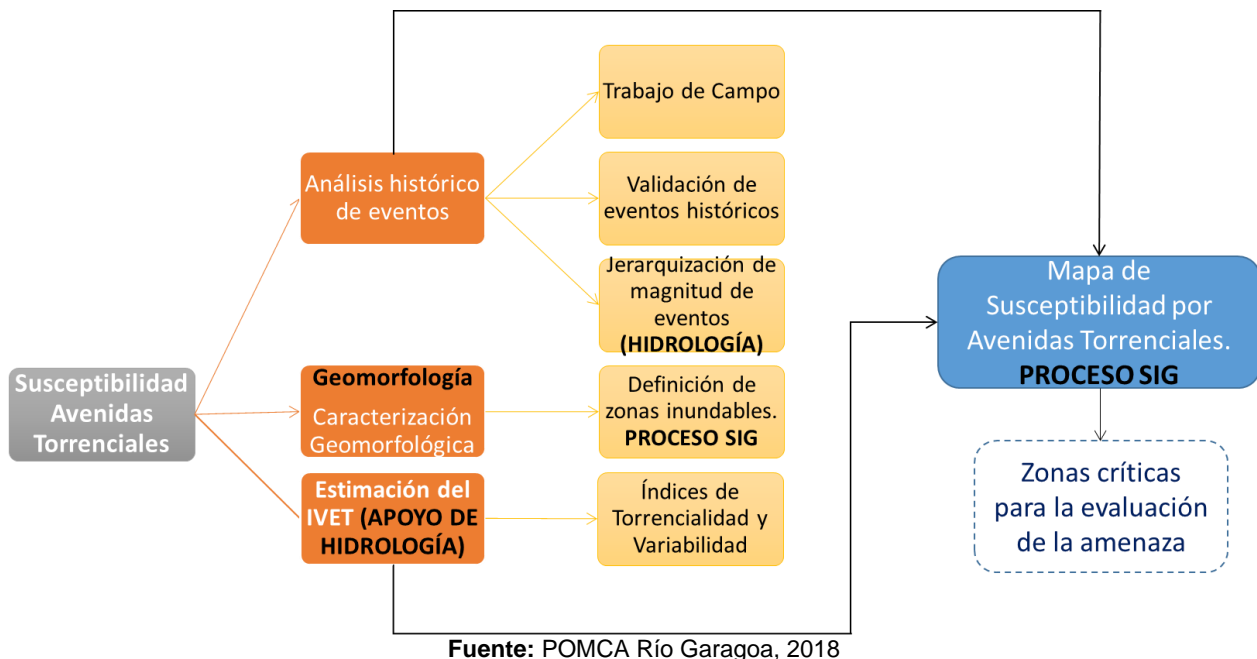 Susceptibilidad
Avenidas
Torrenciales
Análisis histórico
de eventos
Trabajo de Campo
Validación de
eventos históricos
Jerarquización de
magnitud de
eventos
(HIDROLOGÍA)
Geomorfología
Caracterización
Geomorfológica
Definición de
zonas inundables.
PROCESO SIG
Estimación del
IVET (APOYO DE
HIDROLOGÍA)
Índices de
Torrencialidad y
Variabilidad
Mapa de
Susceptibilidad por
Avenidas Torrenciales.
PROCESO SIG
Zonas críticas
para la evaluación
de la amenaza
Fuente: POMCA Río Garagoa, 2018